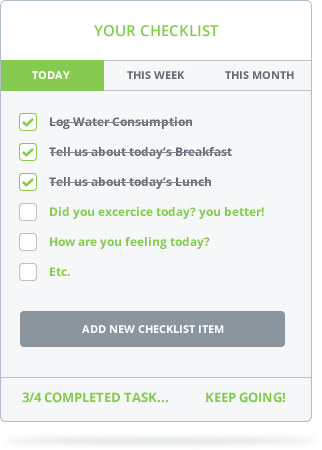 YOUR CHECKLIST
TODAY THIS WEEK THIS MONTH
Log Water Consumption
Tell us about today's Breakfast
Tell us about today's Lunch
Did you excercice today? you better!
How are you feeling today?
Etc.
ADD NEW CHECKLIST ITEM
3/4 COMPLETED TASK... KEEP GOING!